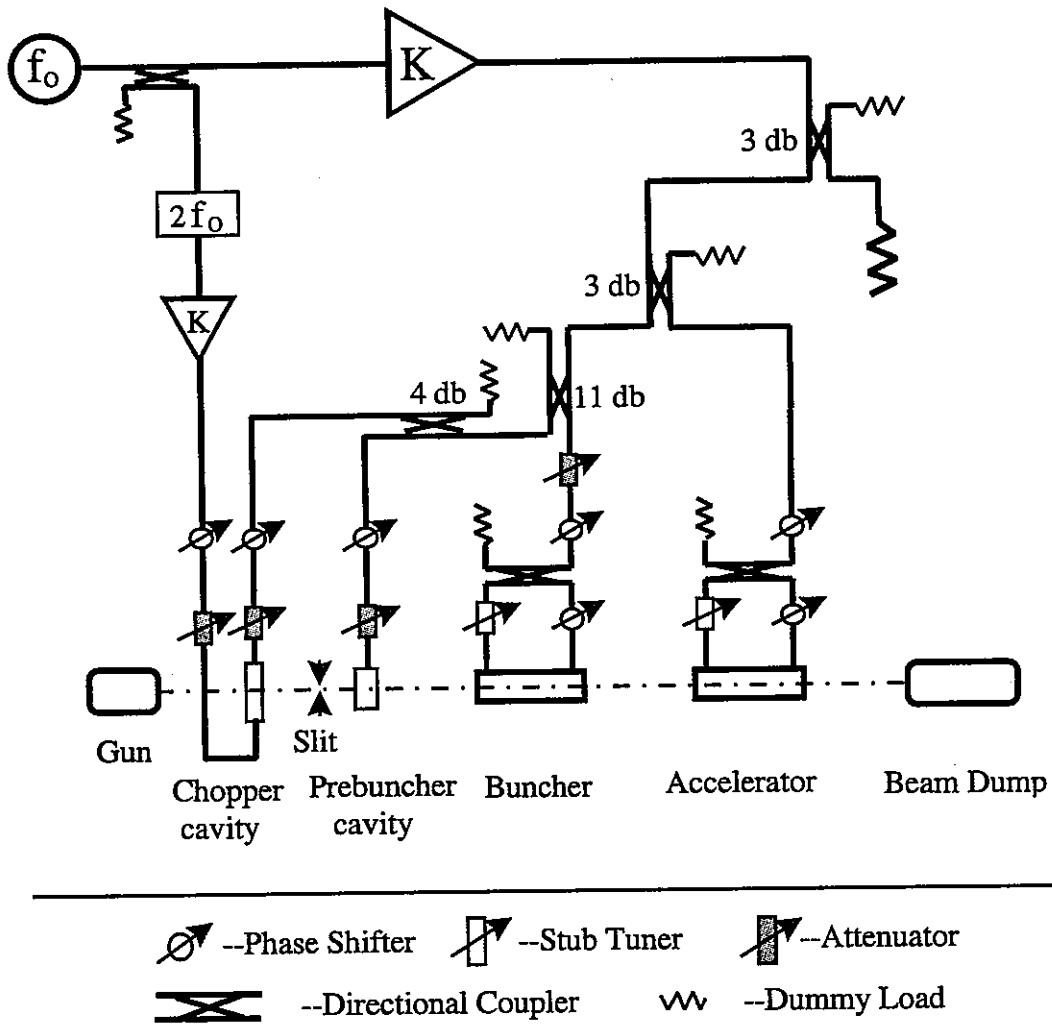 fo
K
3 db
2fo
3 db
K
4 db
11 db
Gun
Slit
Chopper
cavity
Prebuncher
cavity
Buncher
Accelerator
Beam Dump
--Phase Shifter
--Stub Tuner
--Attenuator
--Directional Coupler
--Dummy Load